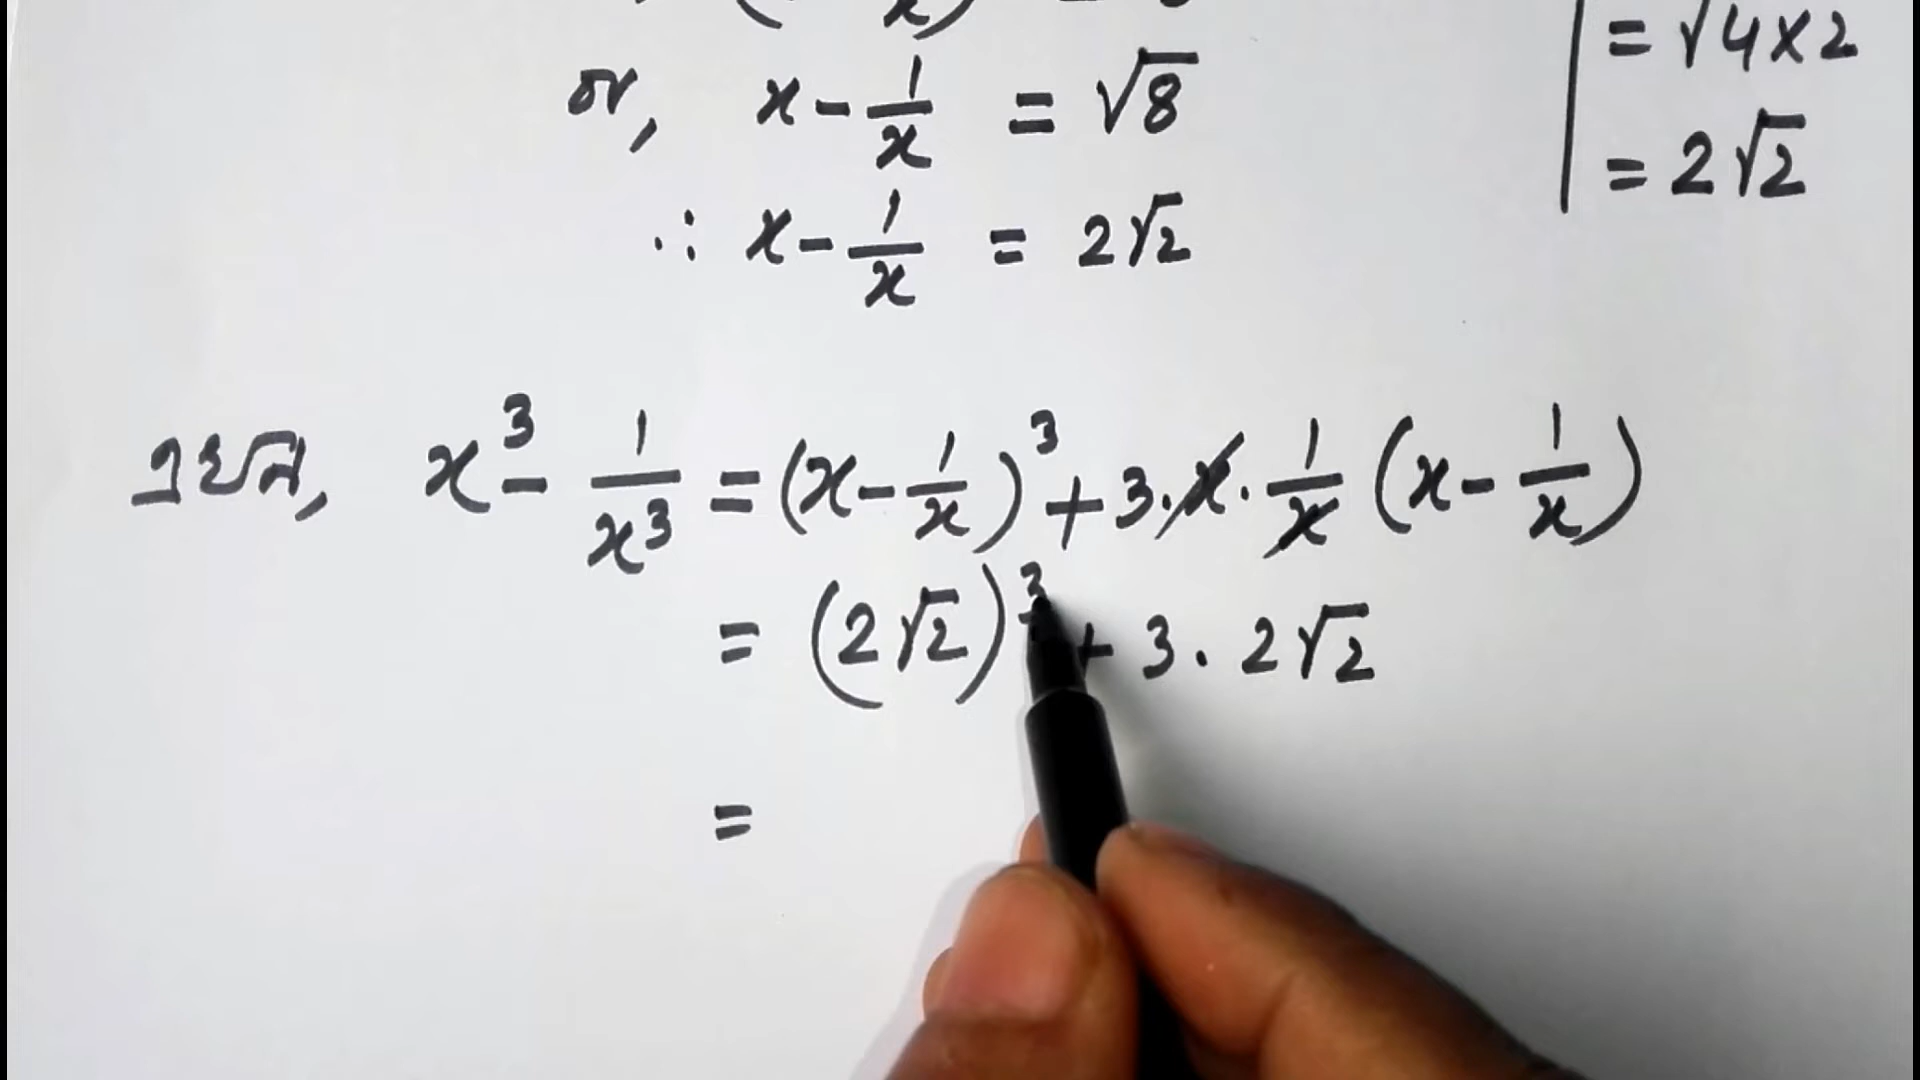 = √4×2
or, x - 1/x = √8
= 2√2
∴ x - 1/x = 2√2
এখন, x³ - 1/x³ = (x - 1/x)³ + 3.x.1/x (x - 1/x)
= (2√2)³ + 3.2√2
=